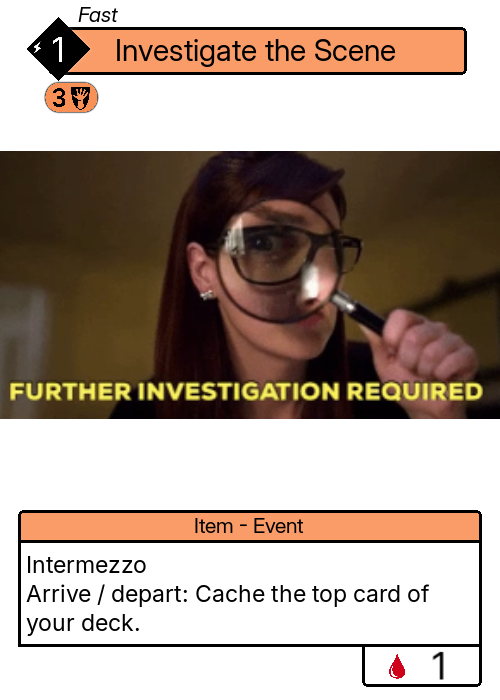 Fast
1
Investigate the Scene
3
FURTHER INVESTIGATION REQUIRED
Item - Event
Intermezzo
Arrive / depart: Cache the top card of
your deck.
1